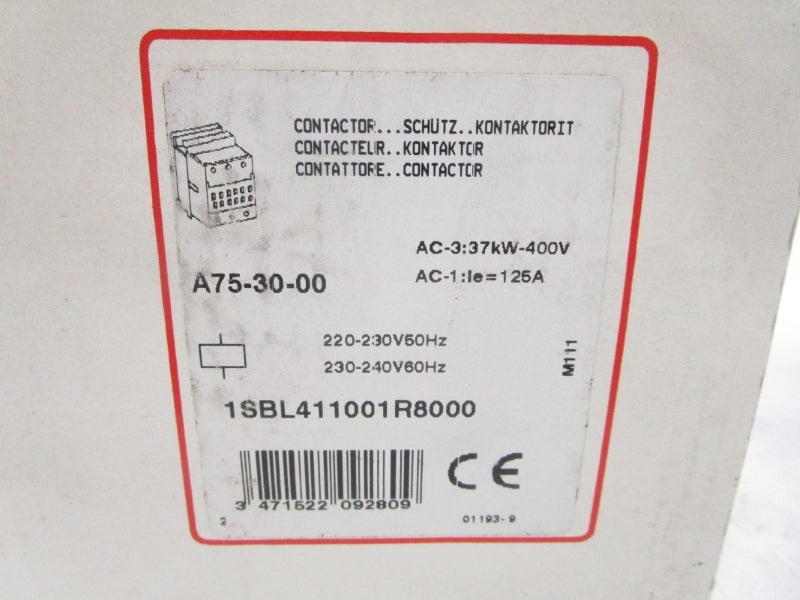 CONTACTOR...SCHÜTZ..KONTAKTORIT
CONTACTEUR..KONTAKTOR
CONTATTORE..CONTACTOR
AC-3:37kW-400V
AC-1:Ie=125A
A75-30-00
220-230V50Hz
230-240V60Hz
M111
1SBL411001R8000
CE
3 471522 092809
2
01193-9